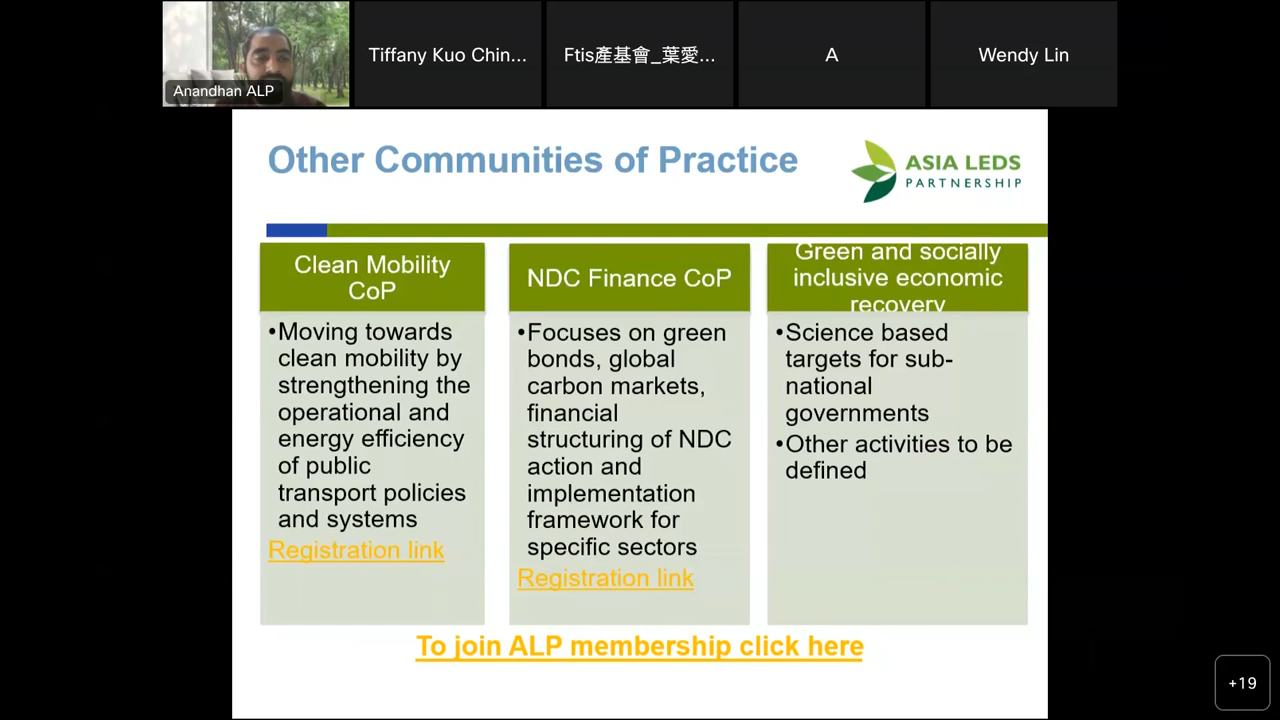 Anandhan ALP
Tiffany Kuo Chin...
Ftis產基會_葉愛...
A
Wendy Lin
Other Communities of Practice
ASIA LEDS
PARTNERSHIP
Clean Mobility
CoP
•Moving towards
clean mobility by
strengthening the
operational and
energy efficiency
of public
transport policies
and systems
Registration link
NDC Finance CoP
•Focuses on green
bonds, global
carbon markets,
financial
structuring of NDC
action and
implementation
framework for
specific sectors
Registration link
Green and socially
inclusive economic
recovery
•Science based
targets for sub-
national
governments
•Other activities to be
defined
To join ALP membership click here
+19